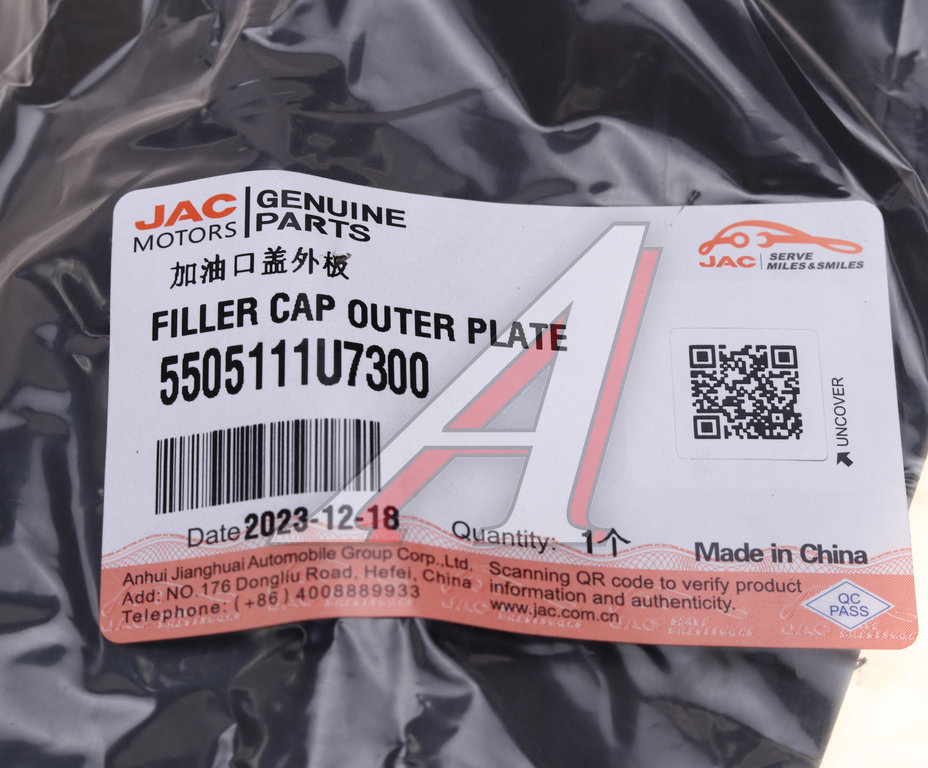 JAC MOTORS
GENUINE PARTS
加油口盖外板
FILLER CAP OUTER PLATE
5505111U7300
Date 2023-12-18
Quantity: 1个
Made in China
Anhui Jianghuai Automobile Group Corp.,Ltd.
Add: NO.176 Dongliu Road, Hefei, China
Telephone: (+86) 4008889933
Scanning QR code to verify product
information and authenticity.
www.jac.com.cn
JAC
SERVE
MILES&SMILES
UNCOVER
QC
PASS